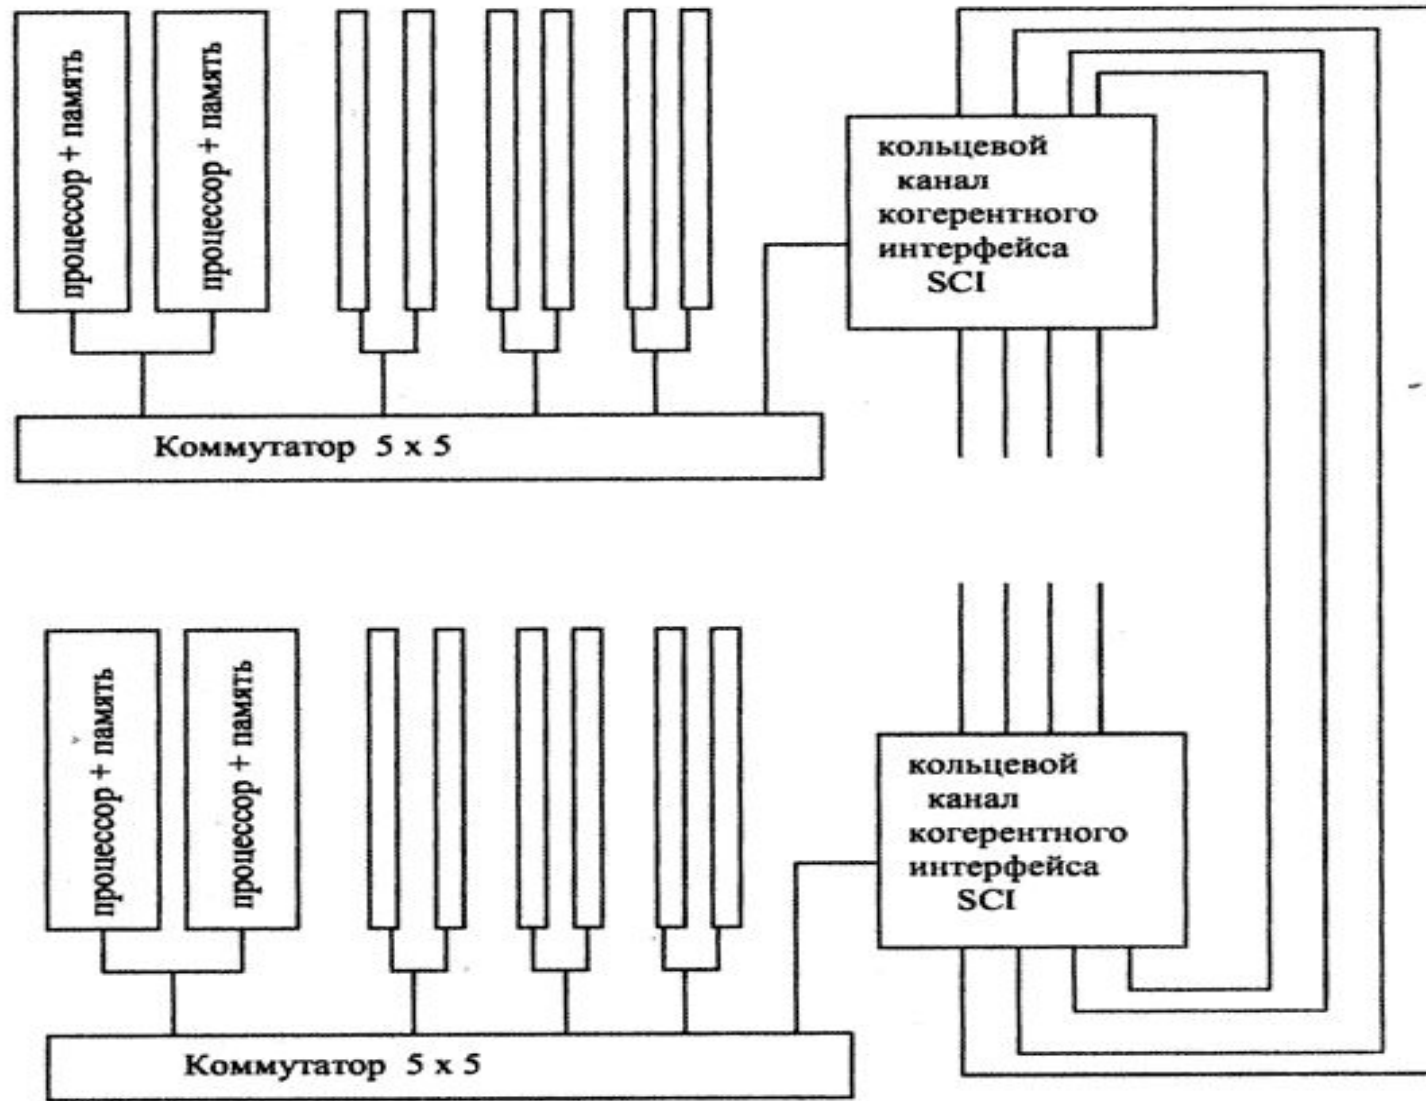 процессор + память
процессор + память
кольцевой
канал
когерентного
интерфейса
SCI
Коммутатор 5 x 5
процессор + память
процессор + память
кольцевой
канал
когерентного
интерфейса
SCI
Коммутатор 5 x 5